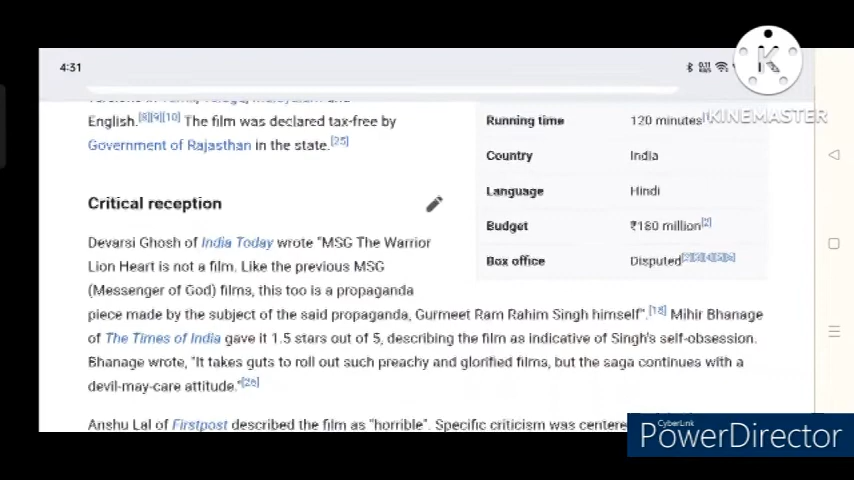 4:31
KINEMASTER
English.[8][9][10] The film was declared tax-free by
Government of Rajasthan in the state.[25]
Running time 120 minutes
Country India
Language Hindi
Budget ₹180 million[2]
Box office Disputed
Critical reception
Devarsi Ghosh of India Today wrote "MSG The Warrior
Lion Heart is not a film. Like the previous MSG
(Messenger of God) films, this too is a propaganda
piece made by the subject of the said propaganda, Gurmeet Ram Rahim Singh himself".[18] Mihir Bhanage
of The Times of India gave it 1.5 stars out of 5, describing the film as indicative of Singh's self-obsession.
Bhanage wrote, "It takes guts to roll out such preachy and glorified films, but the saga continues with a
devil-may-care attitude."[26]
Anshu Lal of Firstpost described the film as "horrible". Specific criticism was centere
CyberLink
PowerDirector